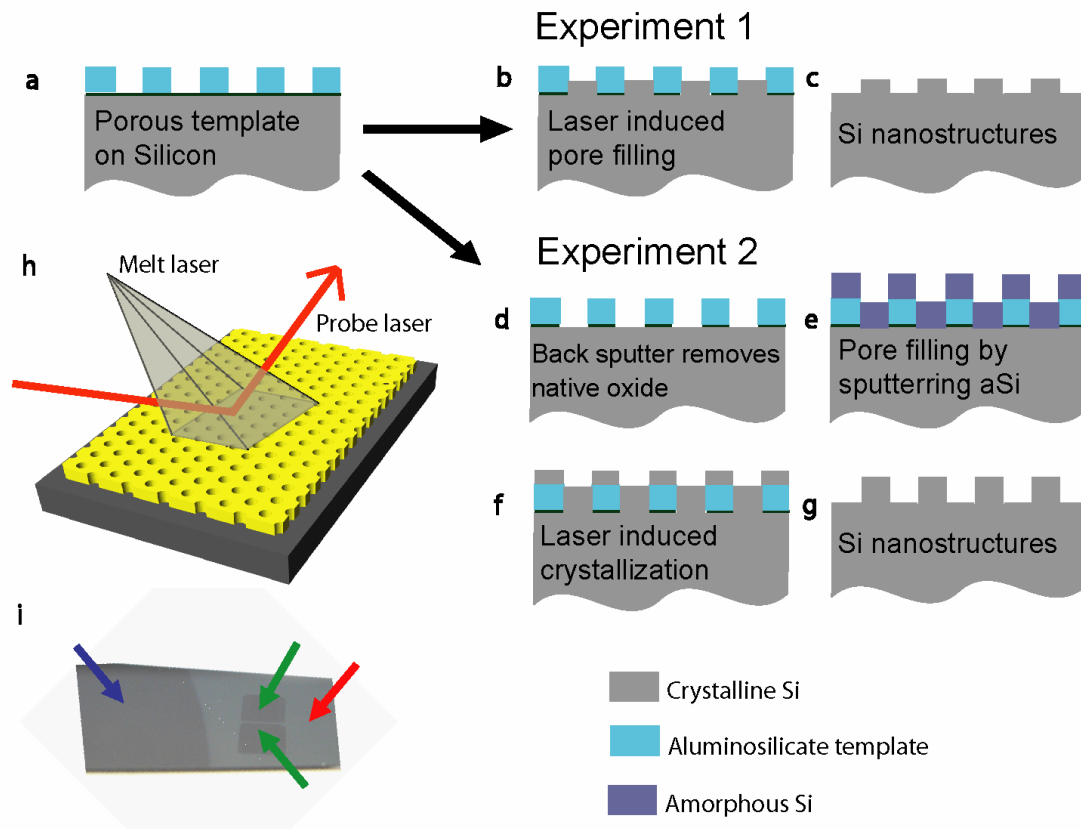 Experiment 1
a
Porous template
on Silicon
b
Laser induced
pore filling
c
Si nanostructures
Experiment 2
h
Melt laser
Probe laser
d
Back sputter removes
native oxide
e
Pore filling by
sputterring aSi
f
Laser induced
crystallization
g
Si nanostructures
i
Crystalline Si
Aluminosilicate template
Amorphous Si